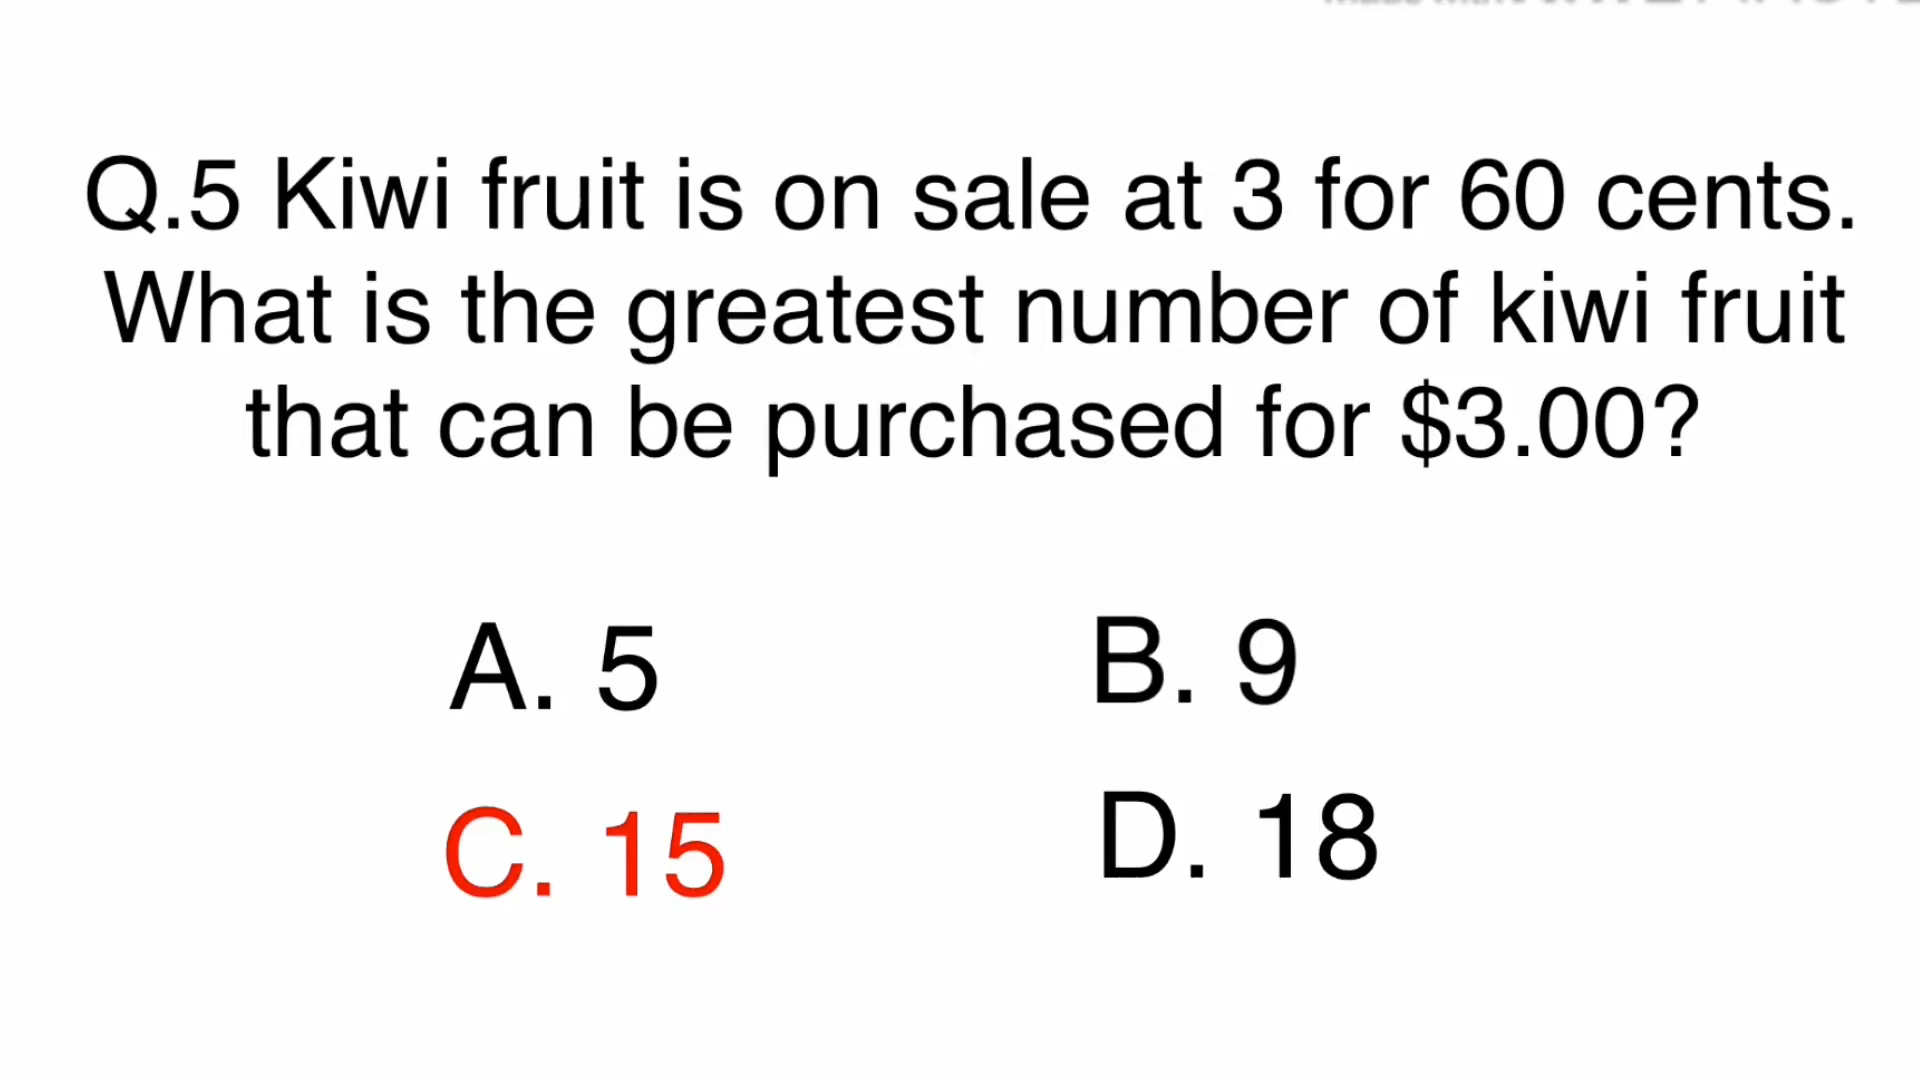 Q.5 Kiwi fruit is on sale at 3 for 60 cents.
What is the greatest number of kiwi fruit
that can be purchased for $3.00?
A. 5
B. 9
C. 15
D. 18